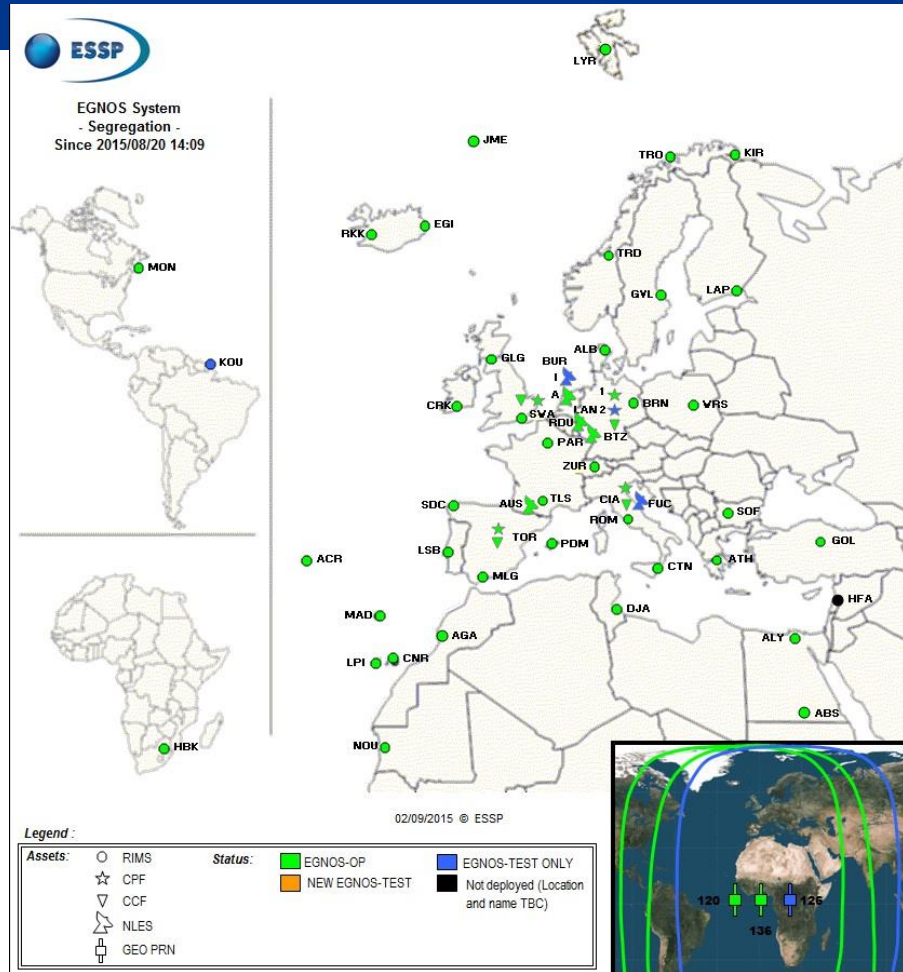 ESSP
EGNOS System
- Segregation -
Since 2015/08/20 14:09
LYR
JME
TRO
KIR
RKK
EGI
MON
TRD
GVL
LAP
KOU
GLG
ALB
BUR
I
A
1
CRK
SWA
LAN
2
BRN
WRS
RDU
PAR
BTZ
ZUR
SDC
AUS
TLS
CIA
FUC
ROM
SOF
LSB
TOR
PDM
GOL
ACR
MLG
CTN
ATH
MAD
DJA
HFA
AGA
ALY
LPI
CNR
ABS
HBK
NOU
02/09/2015 © ESSP
120
126
136
Legend :
Assets:
RIMS
CPF
CCF
NLES
GEO PRN
Status:
EGNOS-OP
NEW EGNOS-TEST
EGNOS-TEST ONLY
Not deployed (Location
and name TBC)